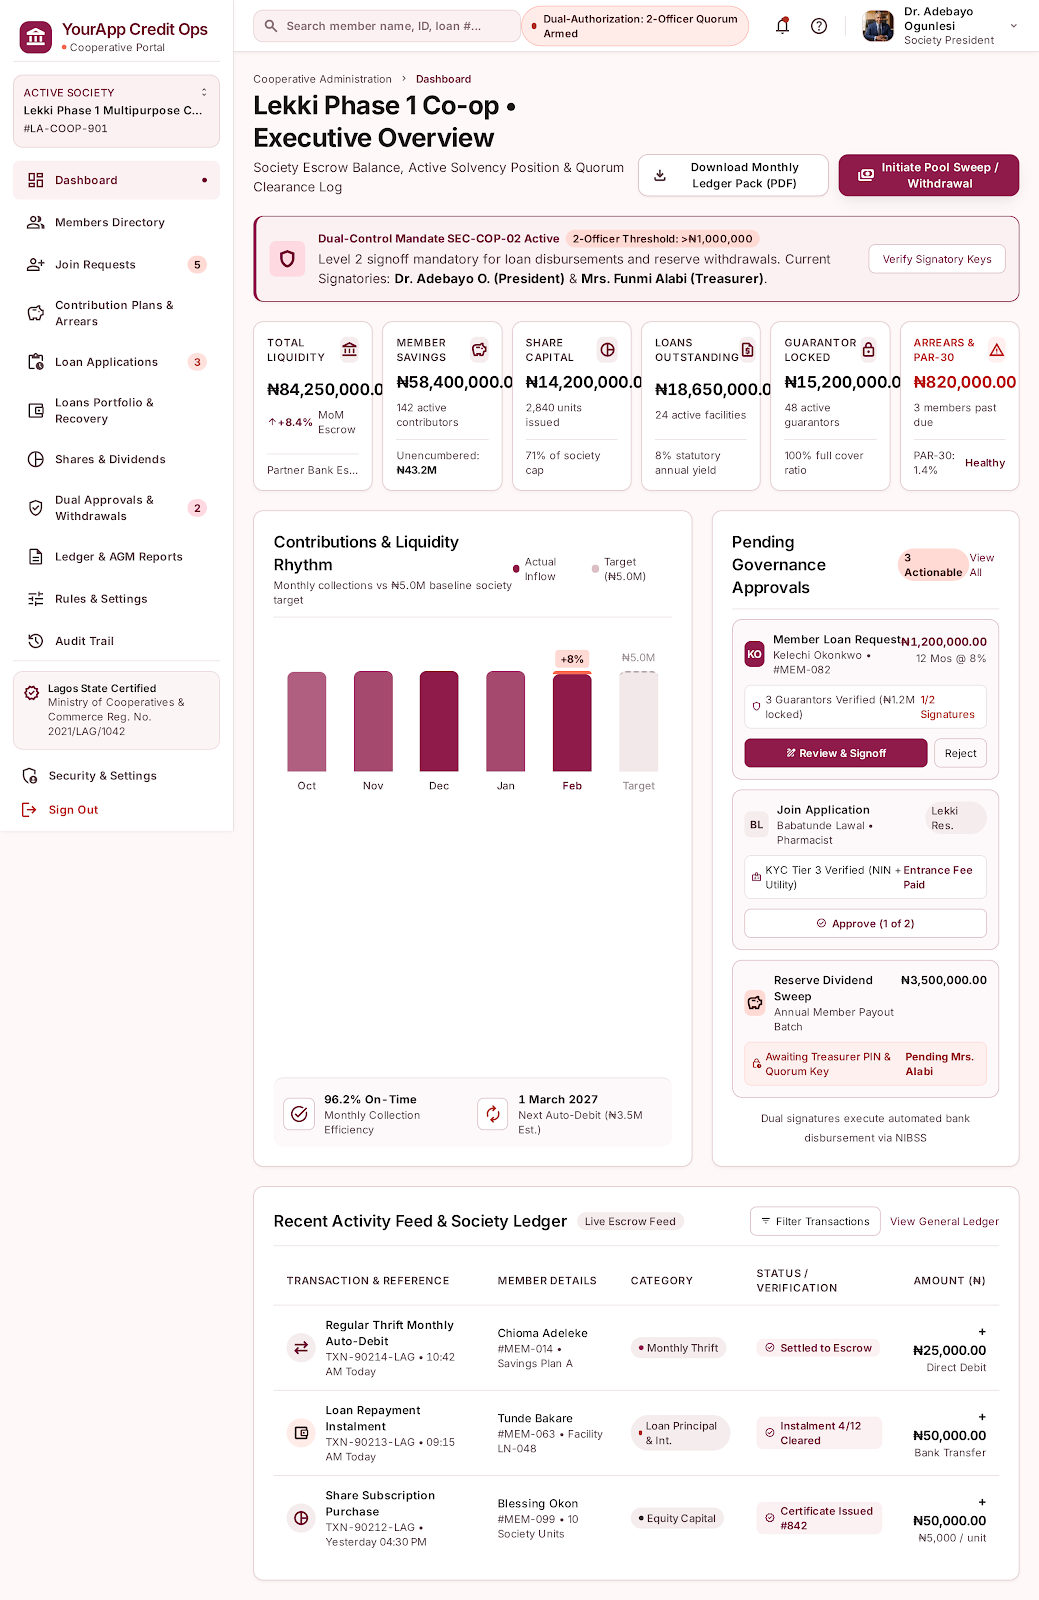 YourApp Credit Ops
Cooperative Portal
ACTIVE SOCIETY
Lekki Phase 1 Multipurpose C...
#LA-COOP-901
Dashboard
Members Directory
Join Requests 5
Contribution Plans &
Arrears
Loan Applications 3
Loans Portfolio &
Recovery
Shares & Dividends
Dual Approvals &
Withdrawals 2
Ledger & AGM Reports
Rules & Settings
Audit Trail
Lagos State Certified
Ministry of Cooperatives &
Commerce Reg. No.
2021/LAG/1042
Security & Settings
Sign Out
Search member name, ID, loan #...
Dual-Authorization: 2-Officer Quorum
Armed
Dr. Adebayo
Ogunlesi
Society President
Cooperative Administration › Dashboard
Lekki Phase 1 Co-op •
Executive Overview
Society Escrow Balance, Active Solvency Position & Quorum
Clearance Log
Download Monthly
Ledger Pack (PDF)
Initiate Pool Sweep /
Withdrawal
Dual-Control Mandate SEC-COP-02 Active 2-Officer Threshold: >₦1,000,000
Level 2 signoff mandatory for loan disbursements and reserve withdrawals. Current
Signatories: Dr. Adebayo O. (President) & Mrs. Funmi Alabi (Treasurer).
Verify Signatory Keys
TOTAL
LIQUIDITY
₦84,250,000.0
↑+8.4% MoM
Escrow
Partner Bank Es...
MEMBER
SAVINGS
₦58,400,000.0
142 active
contributors
Unencumbered:
₦43.2M
SHARE
CAPITAL
₦14,200,000.0
2,840 units
issued
71% of society
cap
LOANS
OUTSTANDING
₦18,650,000.0
24 active facilities
8% statutory
annual yield
GUARANTOR
LOCKED
₦15,200,000.0
48 active
guarantors
100% full cover
ratio
ARREARS &
PAR-30
₦820,000.00
3 members past
due
PAR-30:
1.4%
Healthy
Contributions & Liquidity
Rhythm
Monthly collections vs ₦5.0M baseline society
target
Actual
Inflow
Target
(₦5.0M)
+8%
₦5.0M
Oct Nov Dec Jan Feb Target
96.2% On-Time
Monthly Collection
Efficiency
1 March 2027
Next Auto-Debit (₦3.5M
Est.)
Pending
Governance
Approvals
3
Actionable
View
All
KO
Member Loan Request
Kelechi Okonkwo •
#MEM-082
₦1,200,000.00
12 Mos @ 8%
3 Guarantors Verified (₦1.2M
locked)
1/2
Signatures
Review & Signoff
Reject
BL
Join Application
Babatunde Lawal •
Pharmacist
Lekki
Res.
KYC Tier 3 Verified (NIN +
Utility)
Entrance Fee
Paid
Approve (1 of 2)
Reserve Dividend
Sweep
Annual Member Payout
Batch
₦3,500,000.00
Awaiting Treasurer PIN &
Quorum Key
Pending Mrs.
Alabi
Dual signatures execute automated bank
disbursement via NIBSS
Recent Activity Feed & Society Ledger
Live Escrow Feed
Filter Transactions
View General Ledger
TRANSACTION & REFERENCE
MEMBER DETAILS
CATEGORY
STATUS /
VERIFICATION
AMOUNT (₦)
Regular Thrift Monthly
Auto-Debit
TXN-90214-LAG • 10:42
AM Today
Chioma Adeleke
#MEM-014 •
Savings Plan A
Monthly Thrift
Settled to Escrow
+
₦25,000.00
Direct Debit
Loan Repayment
Instalment
TXN-90213-LAG • 09:15
AM Today
Tunde Bakare
#MEM-063 • Facility
LN-048
Loan Principal
& Int.
Instalment 4/12
Cleared
+
₦50,000.00
Bank Transfer
Share Subscription
Purchase
TXN-90212-LAG •
Yesterday 04:30 PM
Blessing Okon
#MEM-099 • 10
Society Units
Equity Capital
Certificate Issued
#842
+
₦50,000.00
₦5,000 / unit